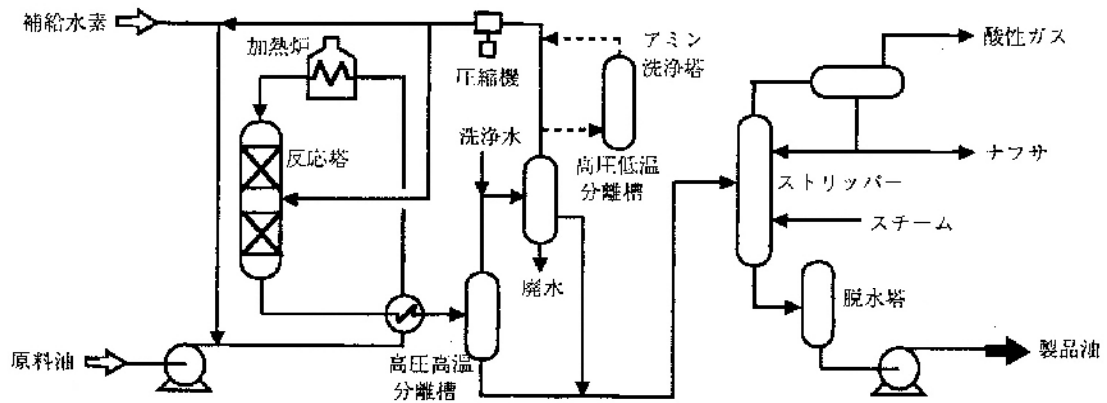 補給水素
加熱炉
圧縮機
アミン
洗浄塔
酸性ガス
洗浄水
反応塔
高圧低温
分離槽
ナフサ
ストリッパー
スチーム
廃水
脱水塔
原料油
高圧高温
分離槽
製品油